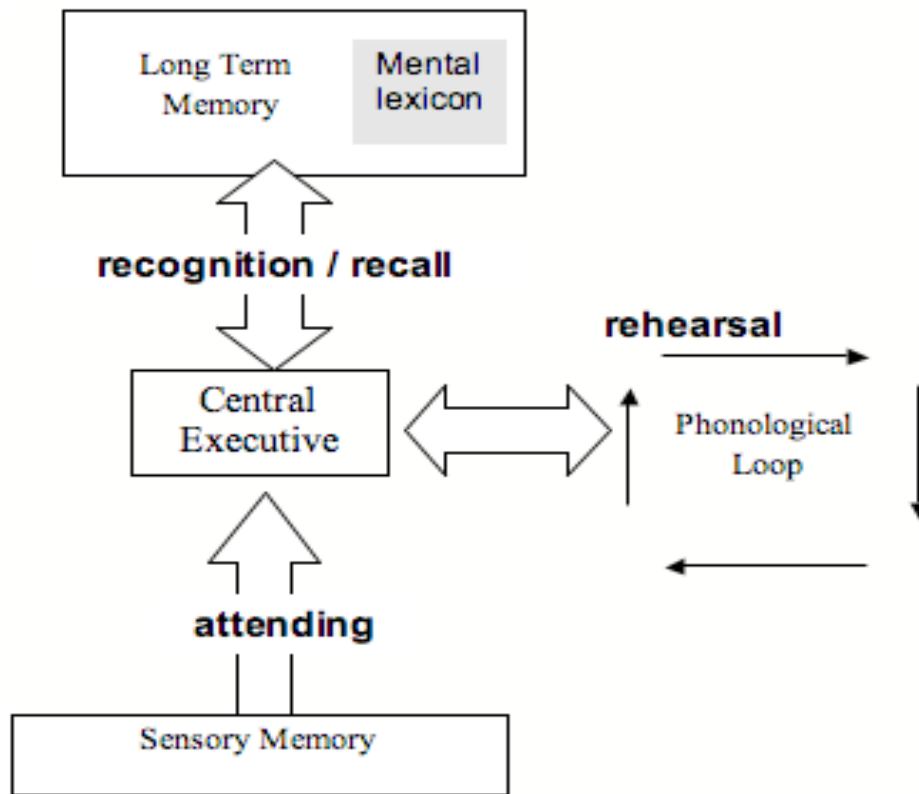 Long Term
Memory
Mental
lexicon
recognition / recall
rehearsal
Central
Executive
Phonological
Loop
attending
Sensory Memory